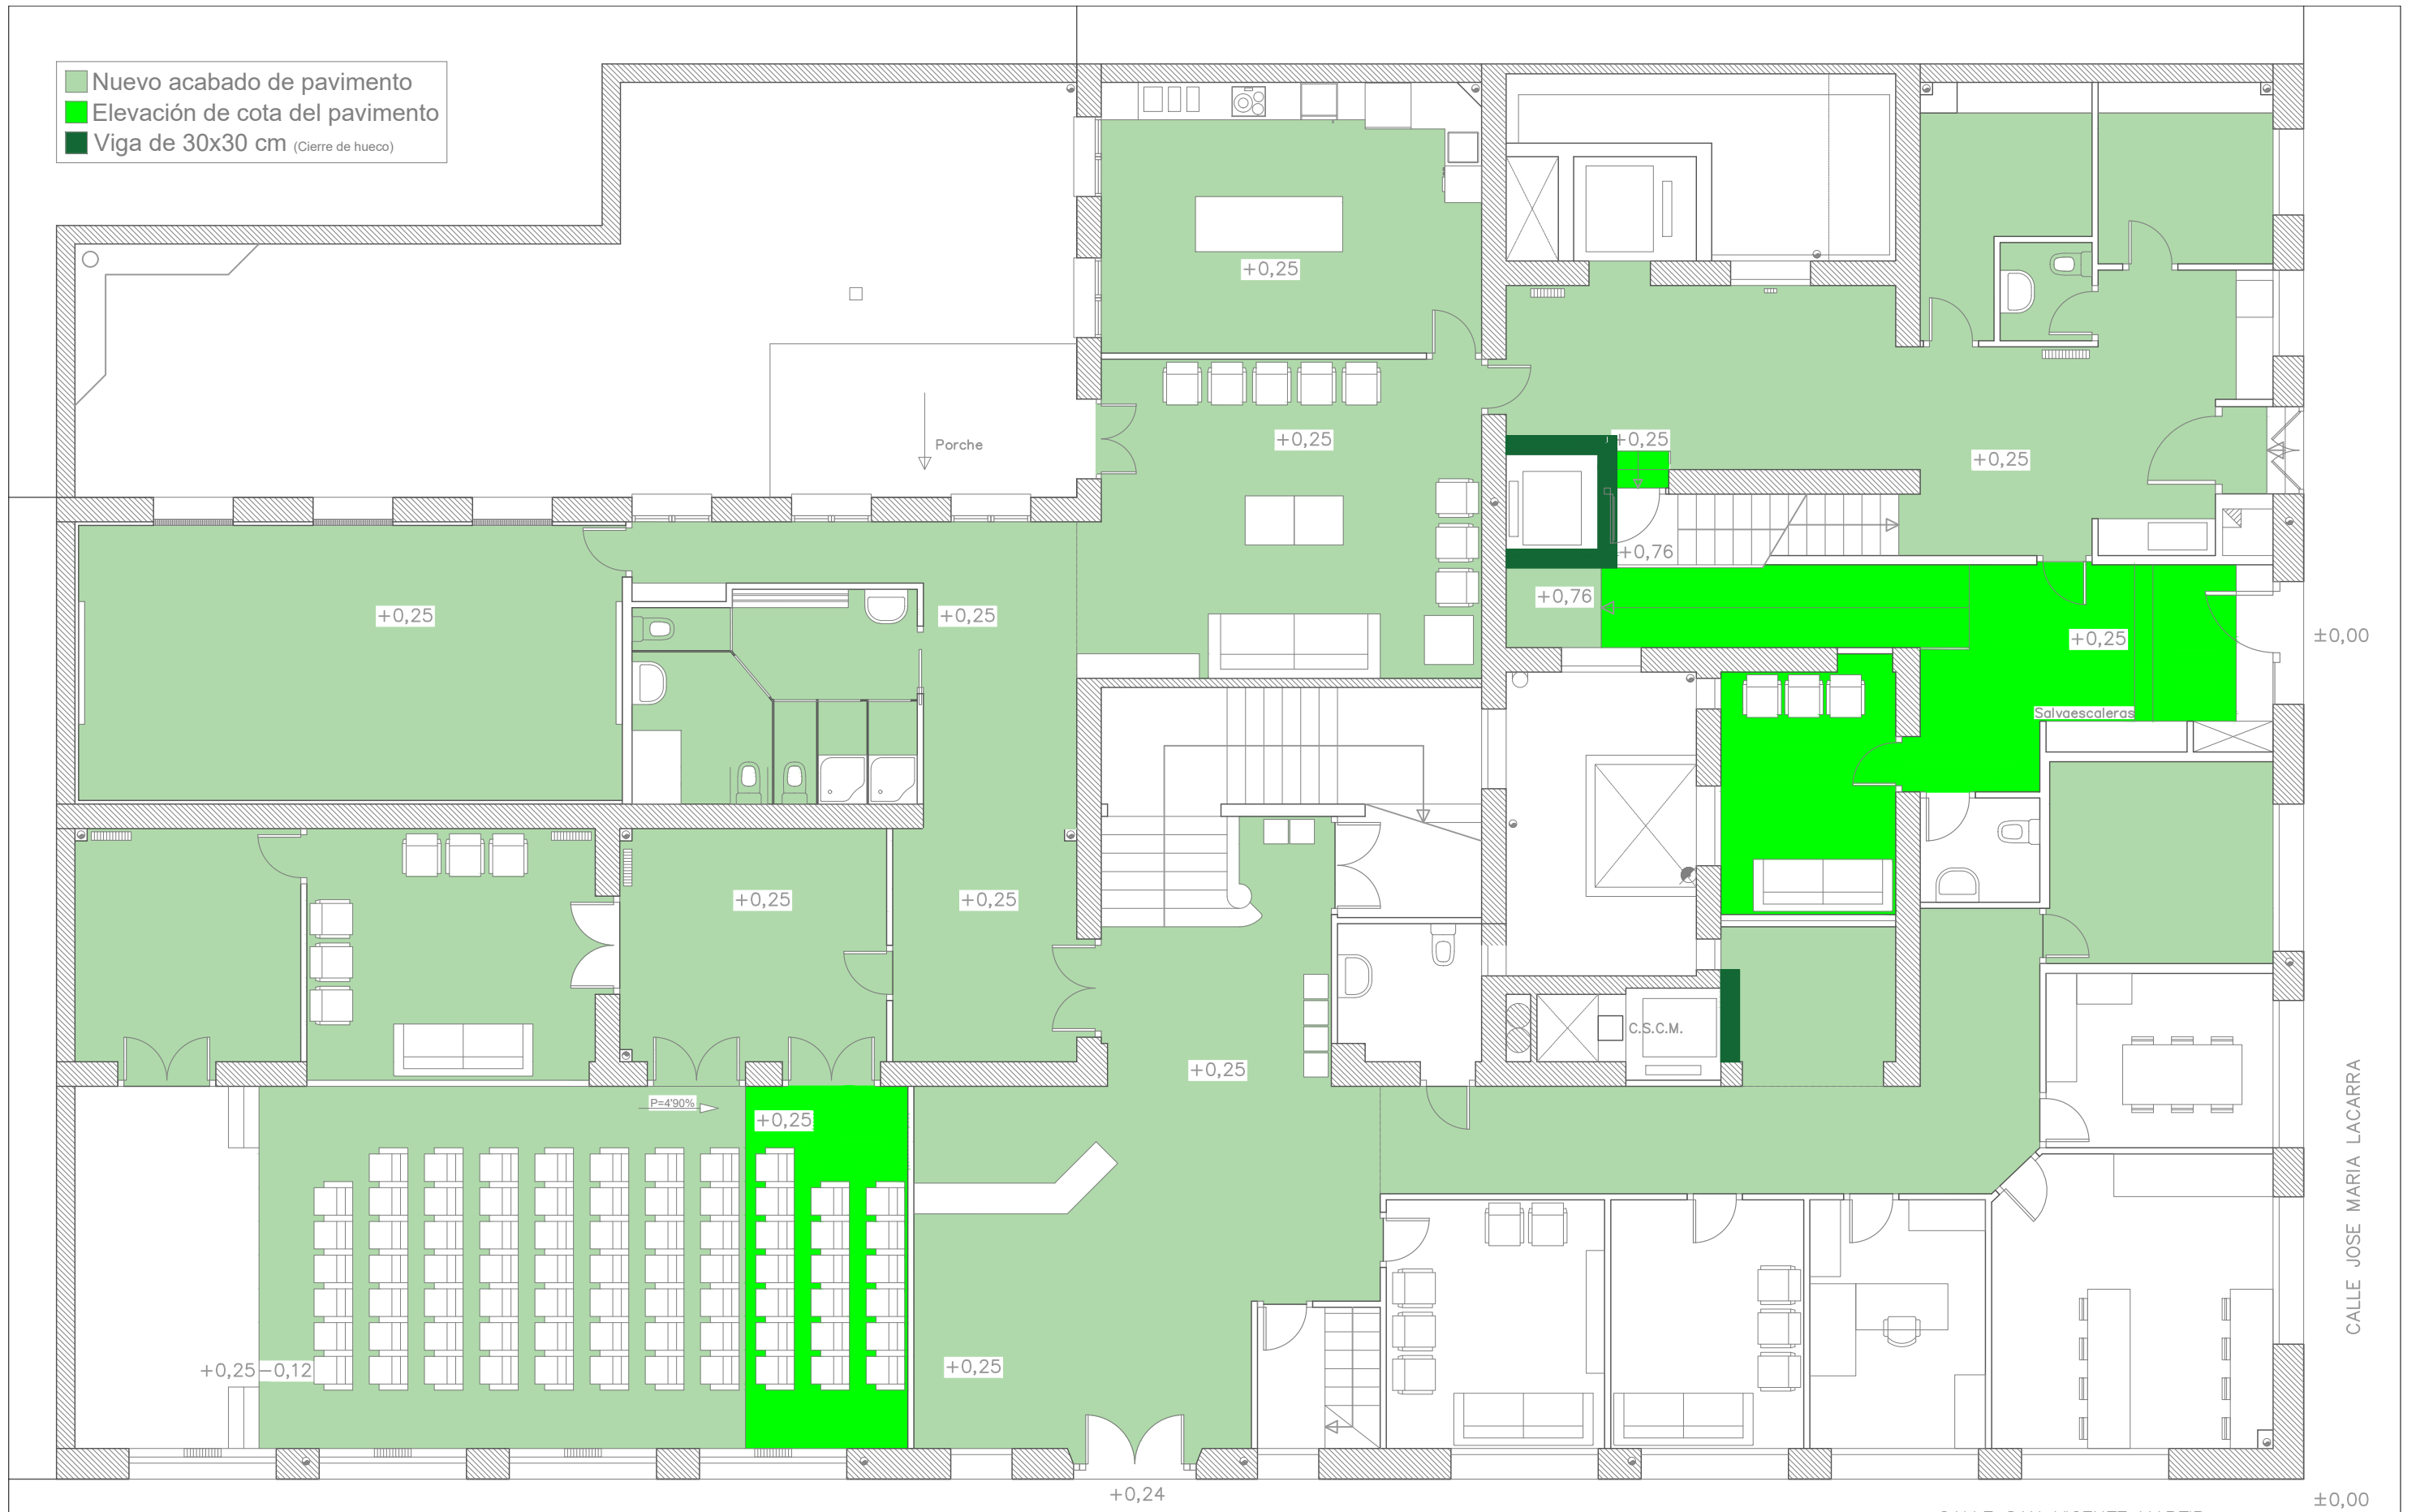 Nuevo acabado de pavimento
Elevación de cota del pavimento
Viga de 30x30 cm (Cierre de hueco)
+0,25
Porche
+0,25
+0,25
+0,25
+0,76
+0,76
+0,25
+0,25
+0,25
±0,00
Salvaescaleras
+0,25
+0,25
C.S.C.M.
+0,25
P=4'90%
+0,25
CALLE JOSE MARIA LACARRA
+0,25
-0,12
+0,25
+0,24
±0,00